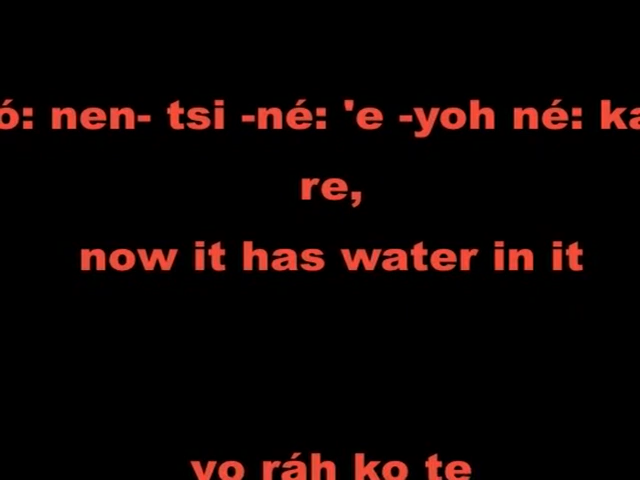 ó: nen- tsi -né: 'e -yoh né: ka
re,
now it has water in it
yo ráh ko te